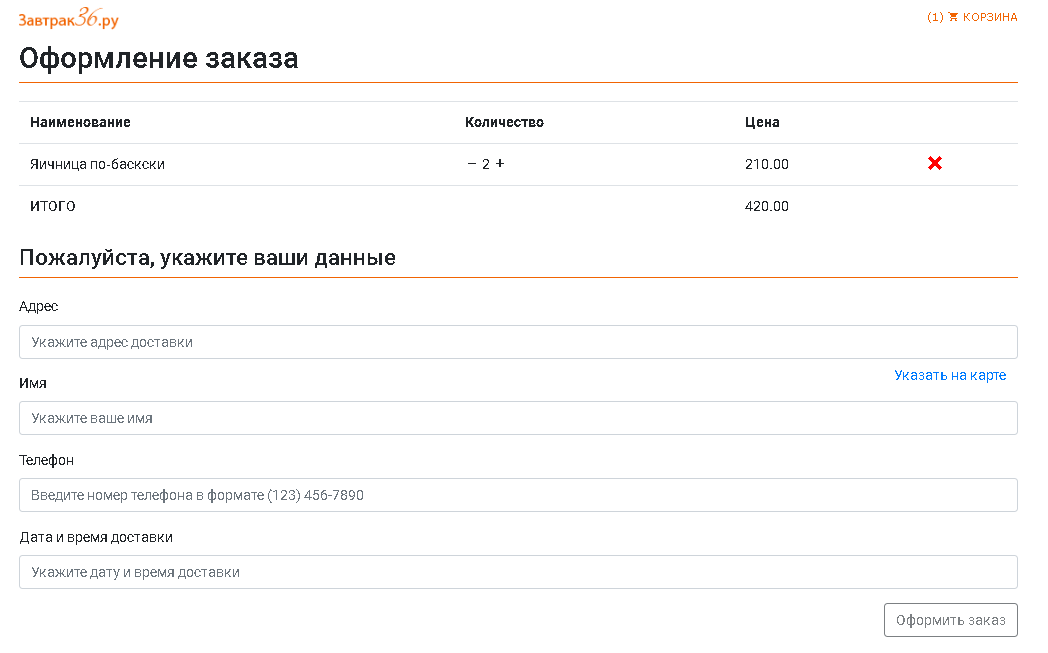 Завтрак36.ру
(1) КОРЗИНА
Оформление заказа
Наименование Количество Цена
Яичница по-баскски − 2 + 210.00
ИТОГО 420.00
Пожалуйста, укажите ваши данные
Адрес
Укажите адрес доставки
Указать на карте
Имя
Укажите ваше имя
Телефон
Введите номер телефона в формате (123) 456-7890
Дата и время доставки
Укажите дату и время доставки
Оформить заказ